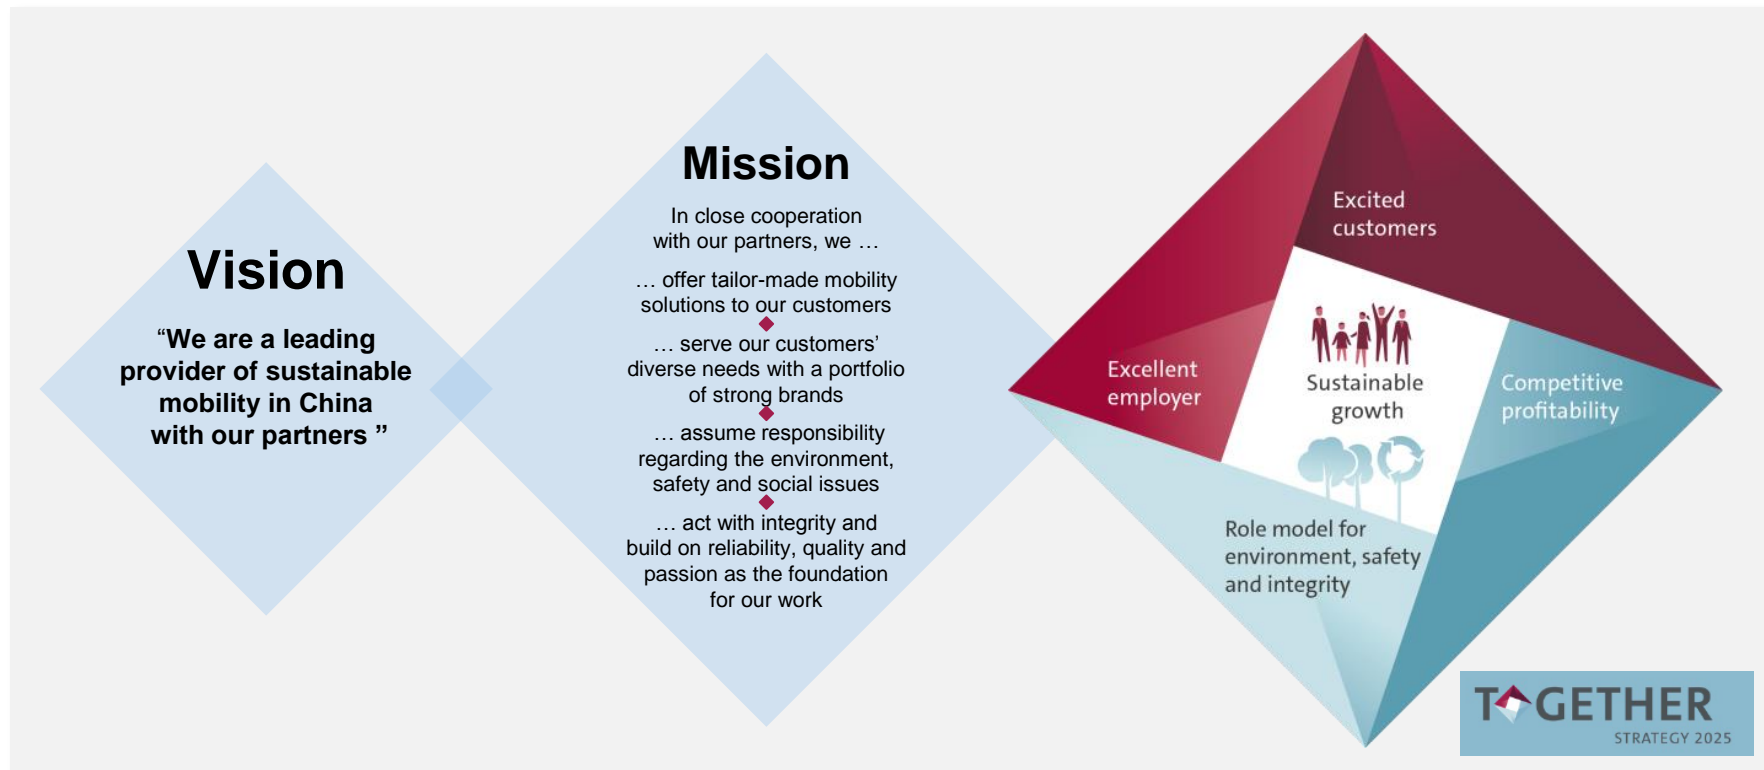 Vision
“We are a leading
provider of sustainable
mobility in China
with our partners ”
Mission
In close cooperation
with our partners, we …
… offer tailor-made mobility
solutions to our customers
… serve our customers’
diverse needs with a portfolio
of strong brands
… assume responsibility
regarding the environment,
safety and social issues
… act with integrity and
build on reliability, quality and
passion as the foundation
for our work
Excited
customers
Excellent
employer
Sustainable
growth
Competitive
profitability
Role model for
environment, safety
and integrity
TOGETHER
STRATEGY 2025